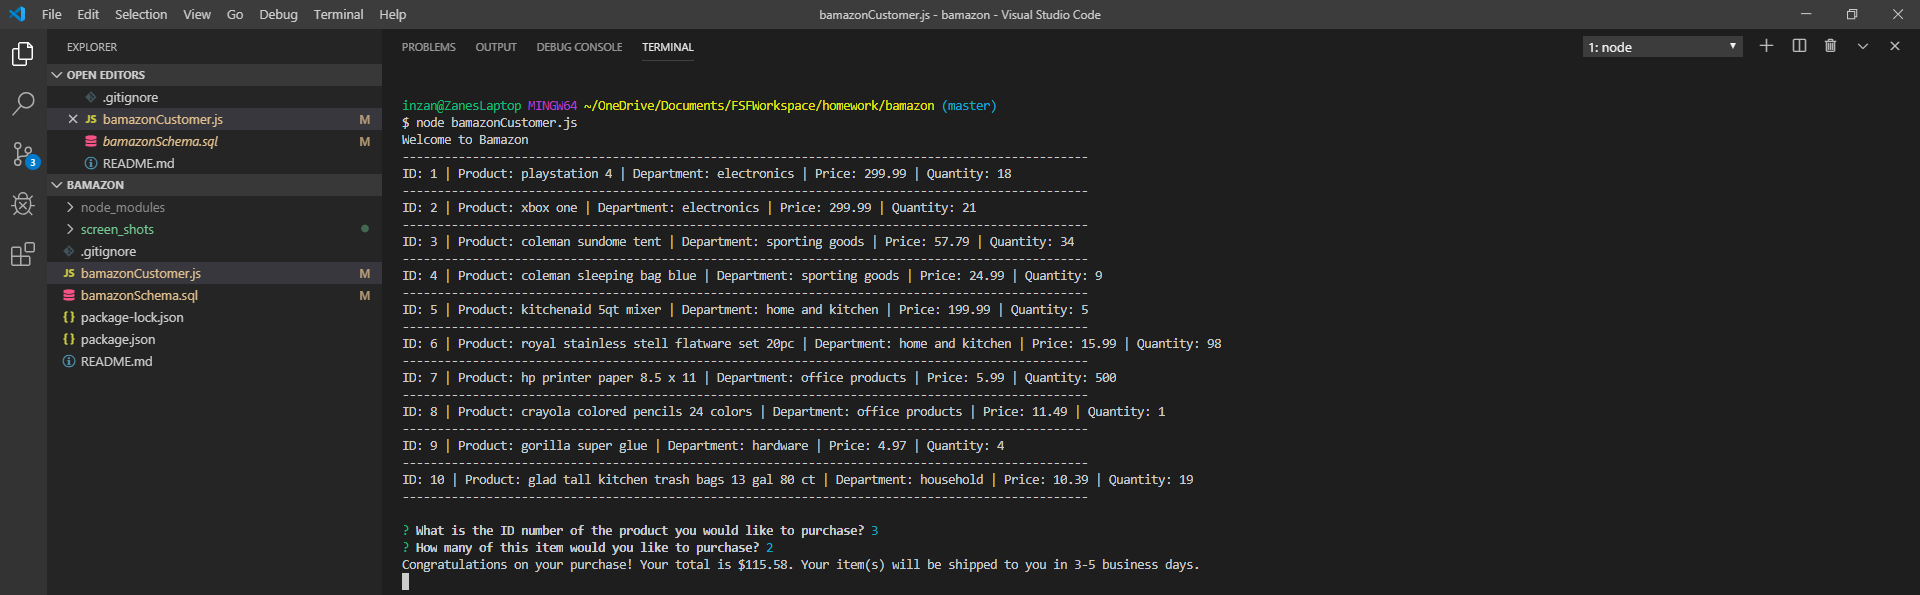 File Edit Selection View Go Debug Terminal Help
bamazonCustomer.js - bamazon - Visual Studio Code
EXPLORER
OPEN EDITORS
.gitignore
JS bamazonCustomer.js M
bamazonSchema.sql M
README.md
3
BAMAZON
node_modules
screen_shots
.gitignore
JS bamazonCustomer.js M
bamazonSchema.sql M
{} package-lock.json
{} package.json
README.md
PROBLEMS OUTPUT DEBUG CONSOLE TERMINAL
1: node
inzan@ZanesLaptop MINGW64 ~/OneDrive/Documents/FSFWorkspace/homework/bamazon (master)
$ node bamazonCustomer.js
Welcome to Bamazon
--------------------------------------------------------------------------------------------------
ID: 1 | Product: playstation 4 | Department: electronics | Price: 299.99 | Quantity: 18
--------------------------------------------------------------------------------------------------
ID: 2 | Product: xbox one | Department: electronics | Price: 299.99 | Quantity: 21
--------------------------------------------------------------------------------------------------
ID: 3 | Product: coleman sundome tent | Department: sporting goods | Price: 57.79 | Quantity: 34
--------------------------------------------------------------------------------------------------
ID: 4 | Product: coleman sleeping bag blue | Department: sporting goods | Price: 24.99 | Quantity: 9
--------------------------------------------------------------------------------------------------
ID: 5 | Product: kitchenaid 5qt mixer | Department: home and kitchen | Price: 199.99 | Quantity: 5
--------------------------------------------------------------------------------------------------
ID: 6 | Product: royal stainless stell flatware set 20pc | Department: home and kitchen | Price: 15.99 | Quantity: 98
--------------------------------------------------------------------------------------------------
ID: 7 | Product: hp printer paper 8.5 x 11 | Department: office products | Price: 5.99 | Quantity: 500
--------------------------------------------------------------------------------------------------
ID: 8 | Product: crayola colored pencils 24 colors | Department: office products | Price: 11.49 | Quantity: 1
--------------------------------------------------------------------------------------------------
ID: 9 | Product: gorilla super glue | Department: hardware | Price: 4.97 | Quantity: 4
--------------------------------------------------------------------------------------------------
ID: 10 | Product: glad tall kitchen trash bags 13 gal 80 ct | Department: household | Price: 10.39 | Quantity: 19
--------------------------------------------------------------------------------------------------
? What is the ID number of the product you would like to purchase? 3
? How many of this item would you like to purchase? 2
Congratulations on your purchase! Your total is $115.58. Your item(s) will be shipped to you in 3-5 business days.